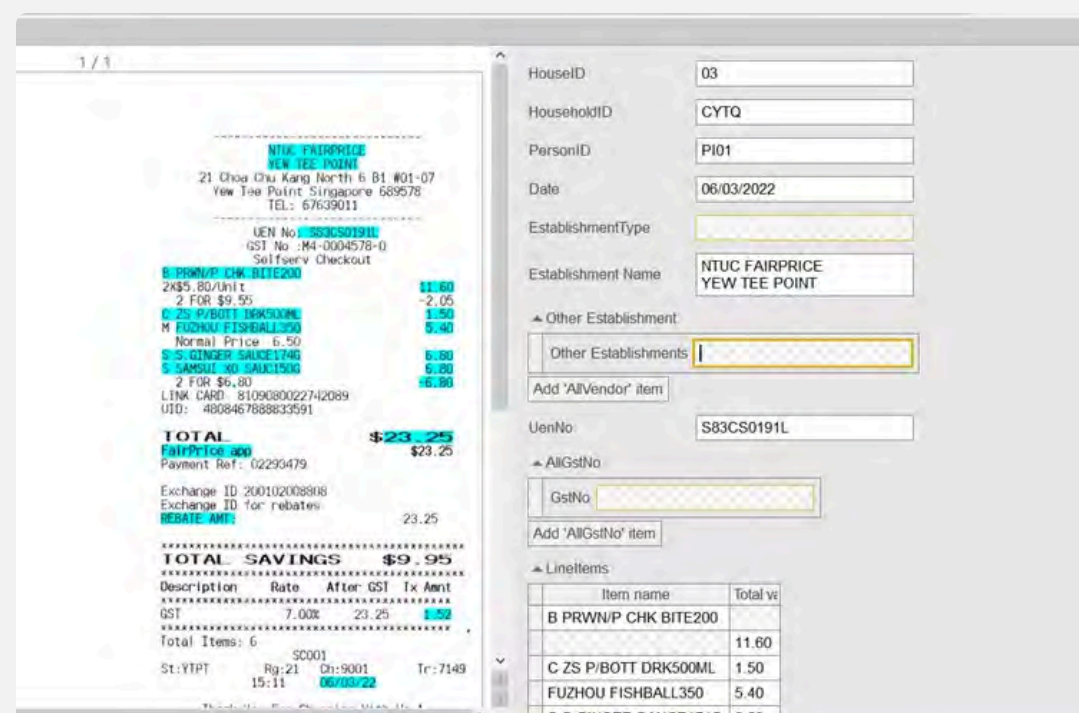 1 / 1
NTUC FAIRPRICE
YEW TEE POINT
21 Choa Chu Kang North 6 B1 #01-07
Yew Tee Point Singapore 689578
TEL: 67639011
UEN No: S83CS0191L
GST No :M4-0004578-0
Selfserv Checkout
B PRWN/P CHK BITE200
2X$5.80/Unit 11.60
2 FOR $9.55 -2.05
C ZS P/BOTT DRK500ML 1.50
M FUZHOU FISHBALL350 5.40
Normal Price 6.50
S S.GINGER SAUCE174G 6.80
S SAMSUI XO SAUC150G 6.80
2 FOR $6.80 -6.80
LINK CARD 8109080022742089
UID: 4808467888833591
TOTAL $23.25
FairPrice app $23.25
Payment Ref: 02293479
Exchange ID 200102008808
Exchange ID for rebates
REBATE AMT: 23.25
TOTAL SAVINGS $9.95
Description Rate After GST Tx Amnt
GST 7.00% 23.25 1.52
Total Items: 6
SC001
St:YTPT Rg:21 Ch:9001 Tr:7149
15:11 06/03/22
HouseID 03
HouseholdID CYTQ
PersonID PI01
Date 06/03/2022
EstablishmentType
Establishment Name NTUC FAIRPRICE
YEW TEE POINT
Other Establishment
Other Establishments
Add 'AllVendor' item
UenNo S83CS0191L
AllGstNo
GstNo
Add 'AllGstNo' item
LineItems
Item name Total va
B PRWN/P CHK BITE200
11.60
C ZS P/BOTT DRK500ML 1.50
FUZHOU FISHBALL350 5.40